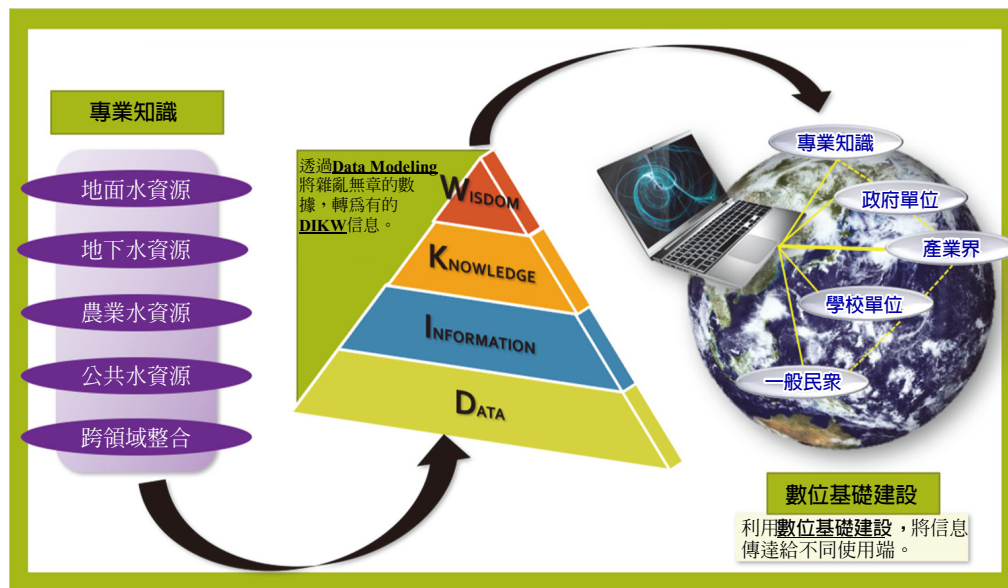 專業知識
地面水資源
地下水資源
農業水資源
公共水資源
跨領域整合
透過Data Modeling
將雜亂無章的數
據，轉為有的
DIKW信息。
WISDOM
KNOWLEDGE
INFORMATION
DATA
專業知識
政府單位
產業界
學校單位
一般民眾
數位基礎建設
利用數位基礎建設，將信息
傳達給不同使用端。